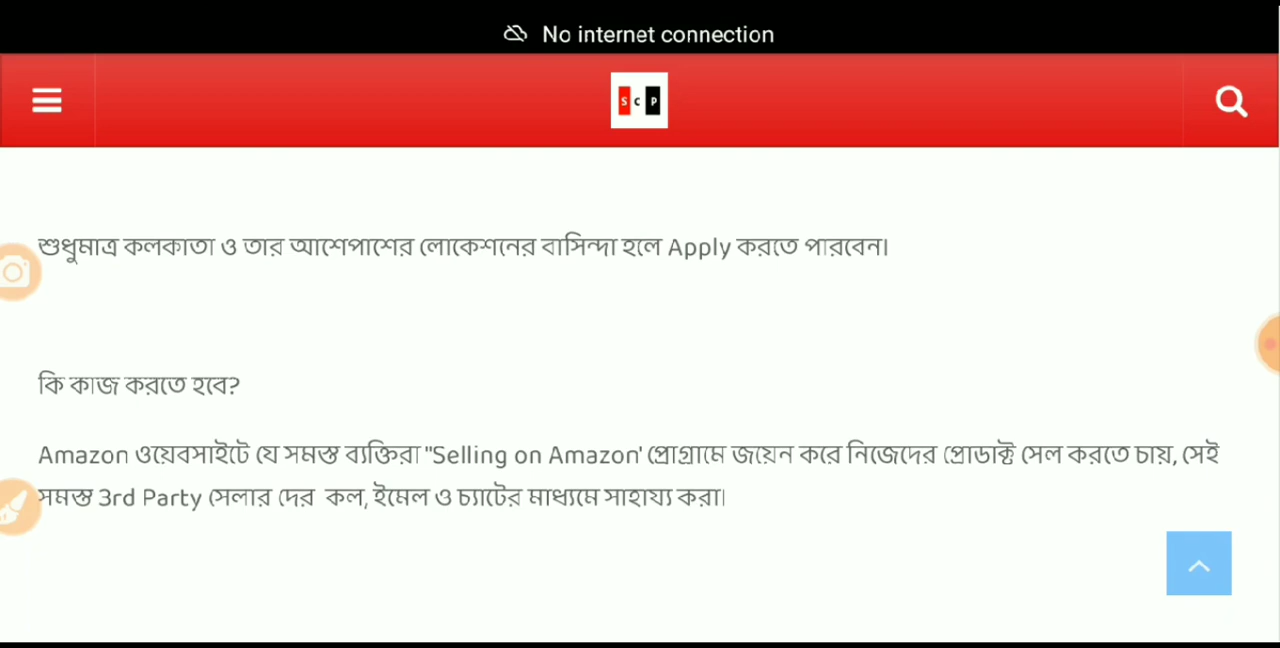 No internet connection
S C P
শুধুমাত্র কলকাতা ও তার আশেপাশের লোকেশনের বাসিন্দা হলে Apply করতে পারবেন।
কি কাজ করতে হবে?
Amazon ওয়েবসাইটে যে সমস্ত ব্যক্তিরা "Selling on Amazon' প্রোগ্রামে জয়েন করে নিজেদের প্রোডাক্ট সেল করতে চায়, সেই
সমস্ত 3rd Party সেলার দের কল, ইমেল ও চ্যাটের মাধ্যমে সাহায্য করা।